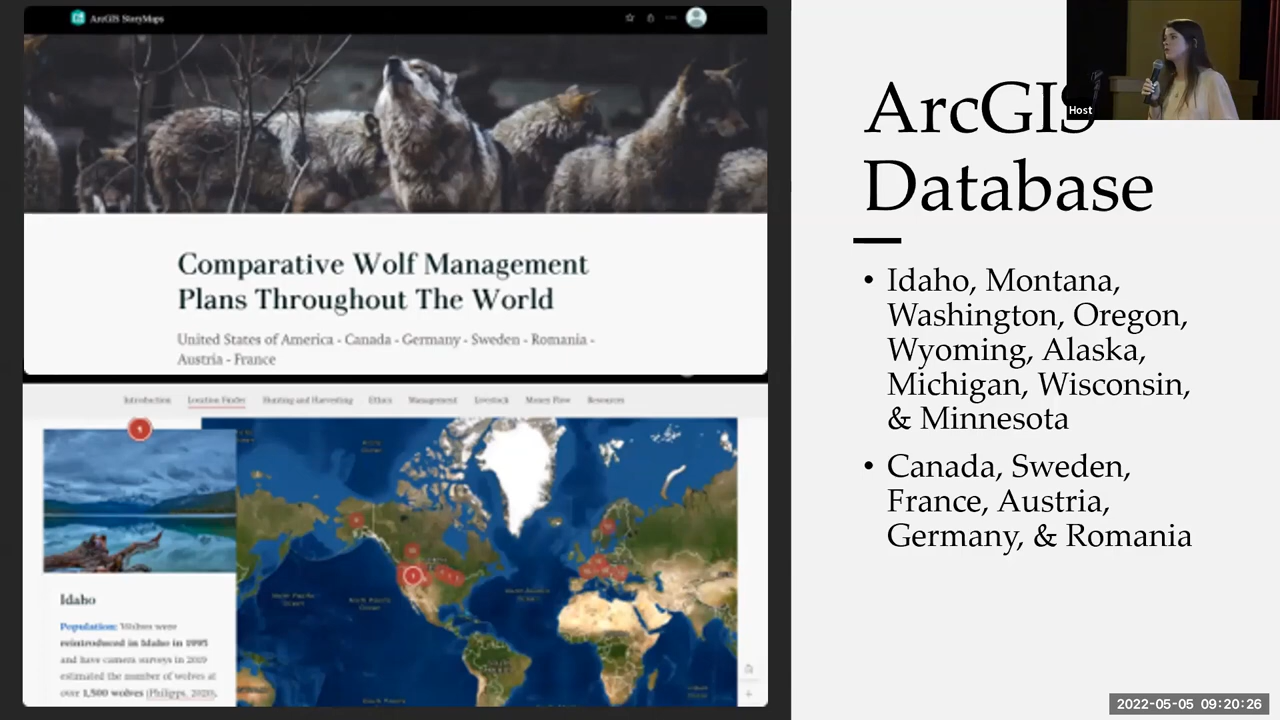 ArcGIS StoryMaps
Comparative Wolf Management
Plans Throughout The World
United States of America - Canada - Germany - Sweden - Romania -
Austria - France
Introduction Location Finder Hunting and Harvesting Ethics Management Livestock Money Flow Resources
Idaho
Population: Wolves were
reintroduced in Idaho in 1995
and have camera surveys in 2019
estimated the number of wolves at
over 1,500 wolves (Philipps, 2020).
Host
ArcGIS
Database
• Idaho, Montana,
Washington, Oregon,
Wyoming, Alaska,
Michigan, Wisconsin,
& Minnesota
• Canada, Sweden,
France, Austria,
Germany, & Romania
2022-05-05 09:20:26